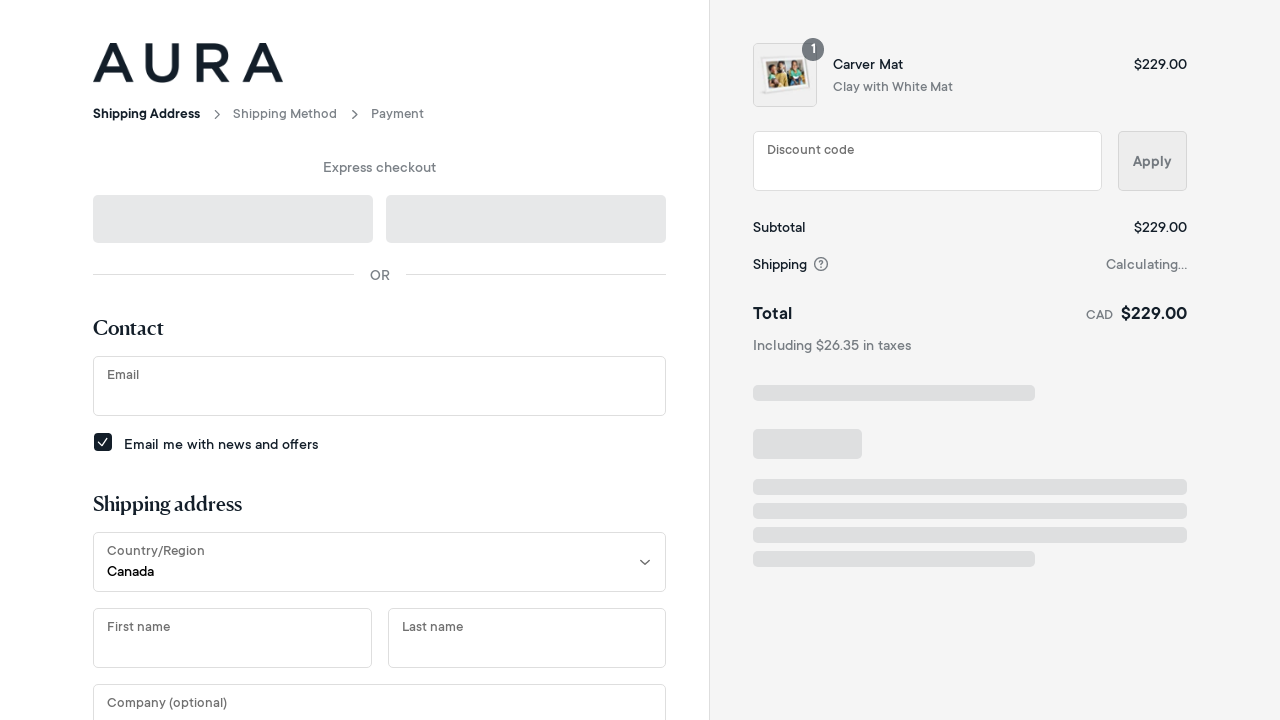 AURA
Shipping Address
Shipping Method
Payment
Express checkout
OR
Contact
Email
Email me with news and offers
Shipping address
Country/Region
Canada
First name
Last name
Company (optional)
1
Carver Mat
$229.00
Clay with White Mat
Discount code
Apply
Subtotal
$229.00
Shipping
Calculating...
Total
CAD $229.00
Including $26.35 in taxes